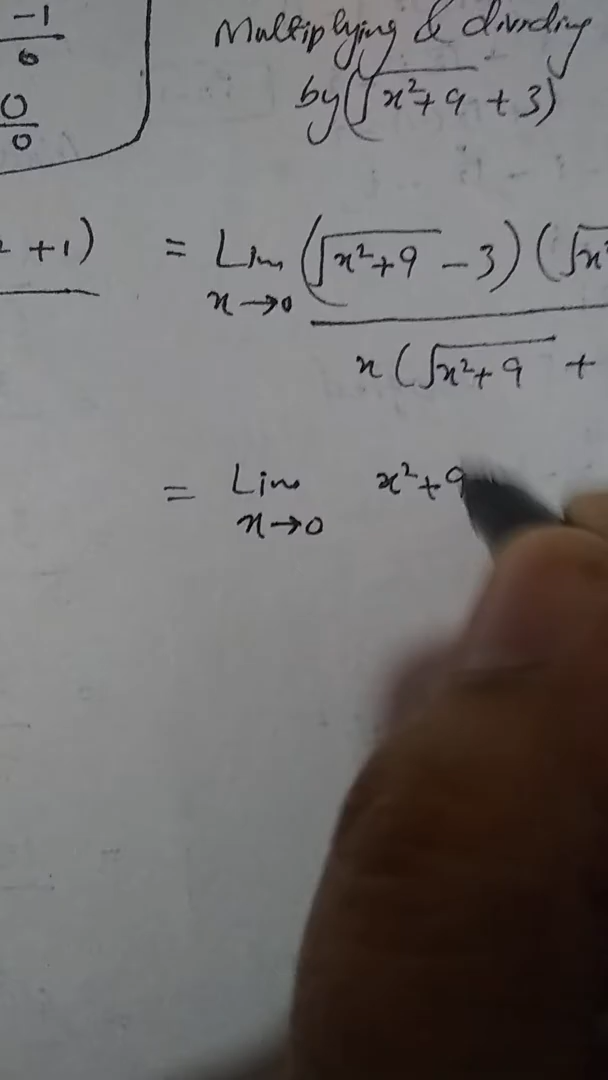 -1/6
0/0
Multiplying & dividing
by (√x²+9 + 3)
+1) = Lim x→0 (√x²+9 - 3)(√x²
x(√x²+9 +
= Lim x→0 x²+9